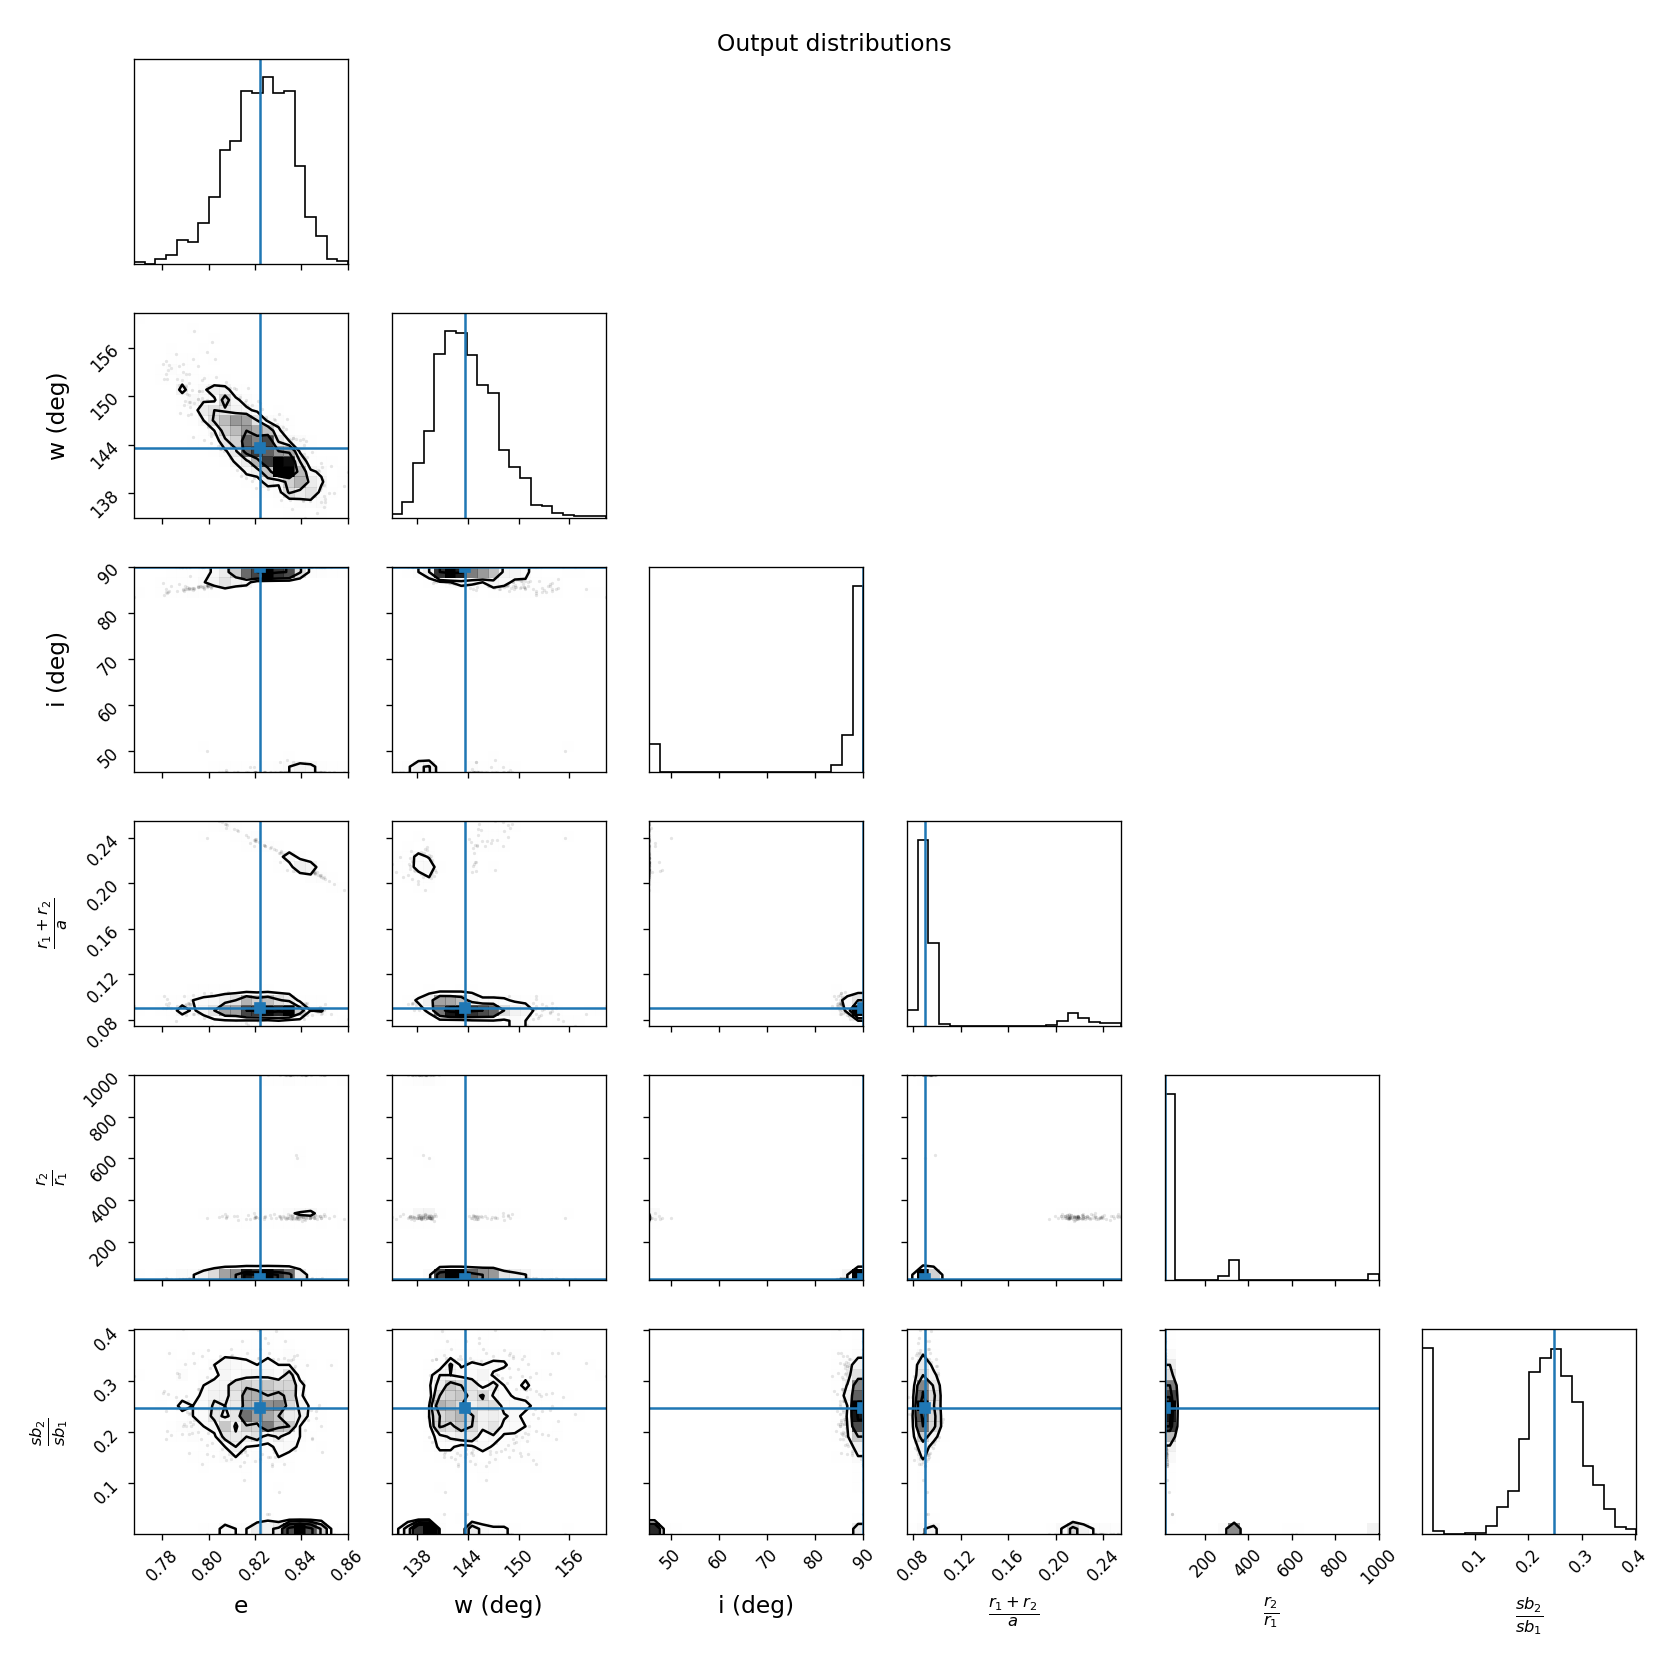 Output distributions
w (deg)
156
150
144
138
i (deg)
90
80
70
60
50
r₁ + r₂ / a
0.24
0.20
0.16
0.12
0.08
r₂ / r₁
1000
800
600
400
200
sb₂ / sb₁
0.4
0.3
0.2
0.1
0.78 0.80 0.82 0.84 0.86 138 144 150 156 50 60 70 80 90 0.08 0.12 0.16 0.20 0.24 200 400 600 800 1000 0.1 0.2 0.3 0.4
e w (deg) i (deg) r₁ + r₂ / a r₂ / r₁ sb₂ / sb₁